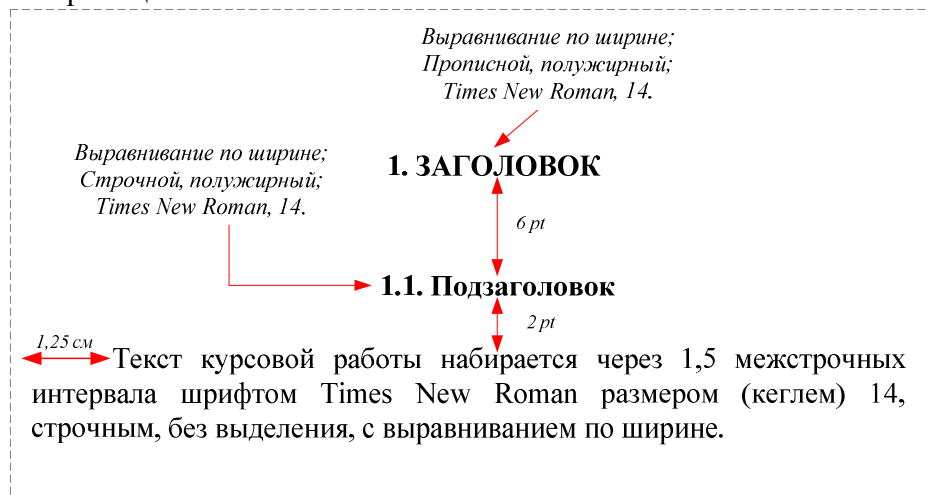 Выравнивание по ширине;
Прописной, полужирный;
Times New Roman, 14.
Выравнивание по ширине;
Строчной, полужирный;
Times New Roman, 14.
1. ЗАГОЛОВОК
6 pt
1.1. Подзаголовок
2 pt
1,25 см
Текст курсовой работы набирается через 1,5 межстрочных
интервала шрифтом Times New Roman размером (кеглем) 14,
строчным, без выделения, с выравниванием по ширине.